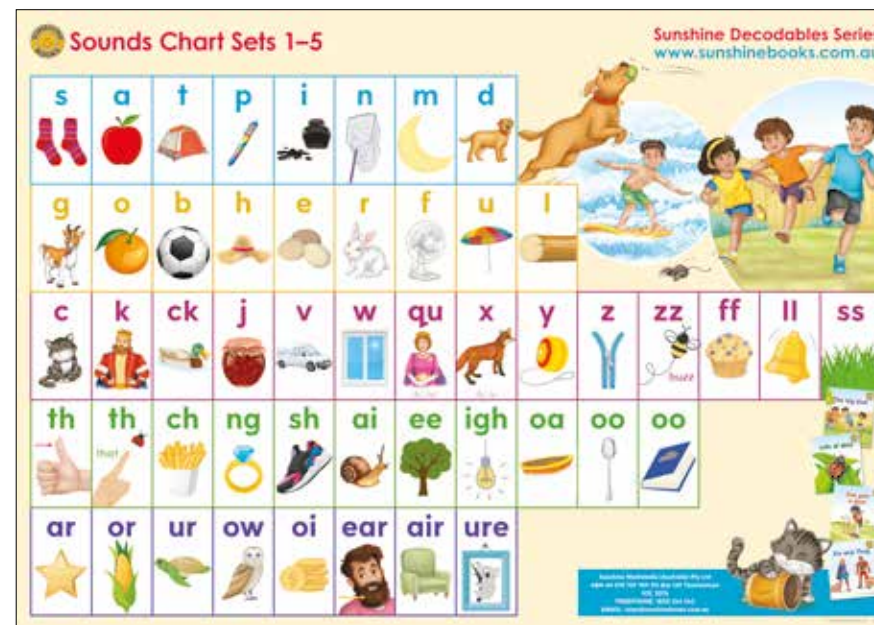 Sounds Chart Sets 1–5
Sunshine Decodables Series
www.sunshinebooks.com.au
s a t p i n m d
g o b h e r f u l
c k ck j v w qu x y z zz ff ll ss
buzz
th th ch ng sh ai ee igh oa oo oo
that
ar or ur ow oi ear air ure